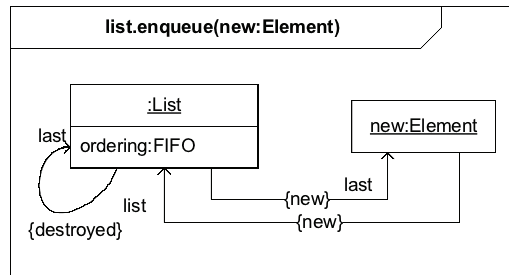 list.enqueue(new:Element)
:List
ordering:FIFO
new:Element
last
last
list
{new}
{new}
{destroyed}